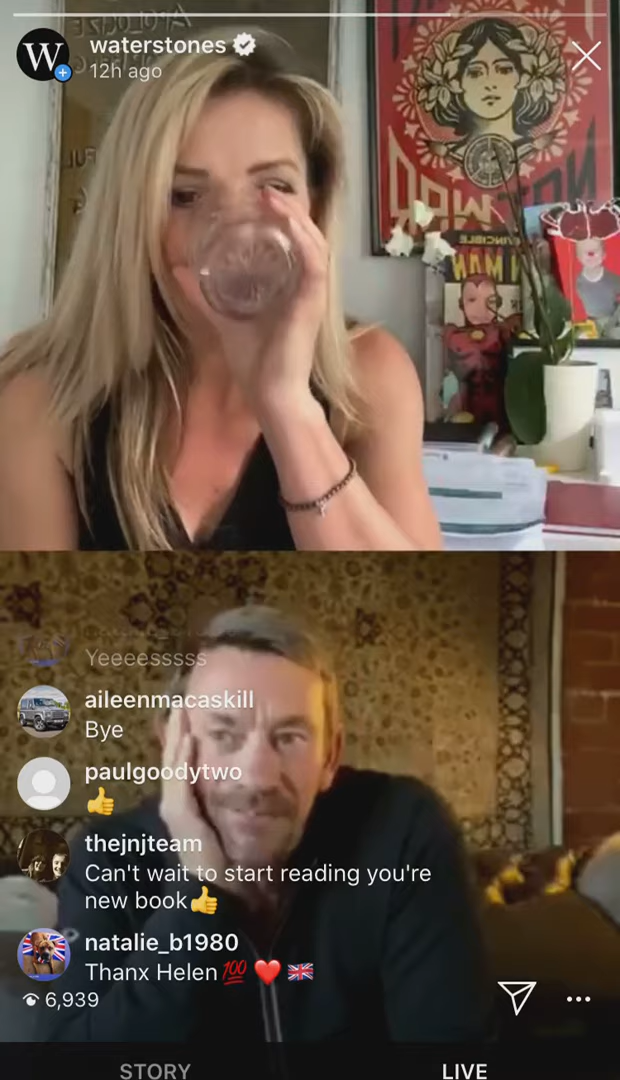 W
waterstones
12h ago
INVINCIBLE
Yeeeesssss
aileenmacaskill
Bye
paulgoodytwo
👍
thejnjteam
Can't wait to start reading you're
new book👍
natalie_b1980
Thanx Helen💯❤️🇬🇧
6,939
STORY
LIVE